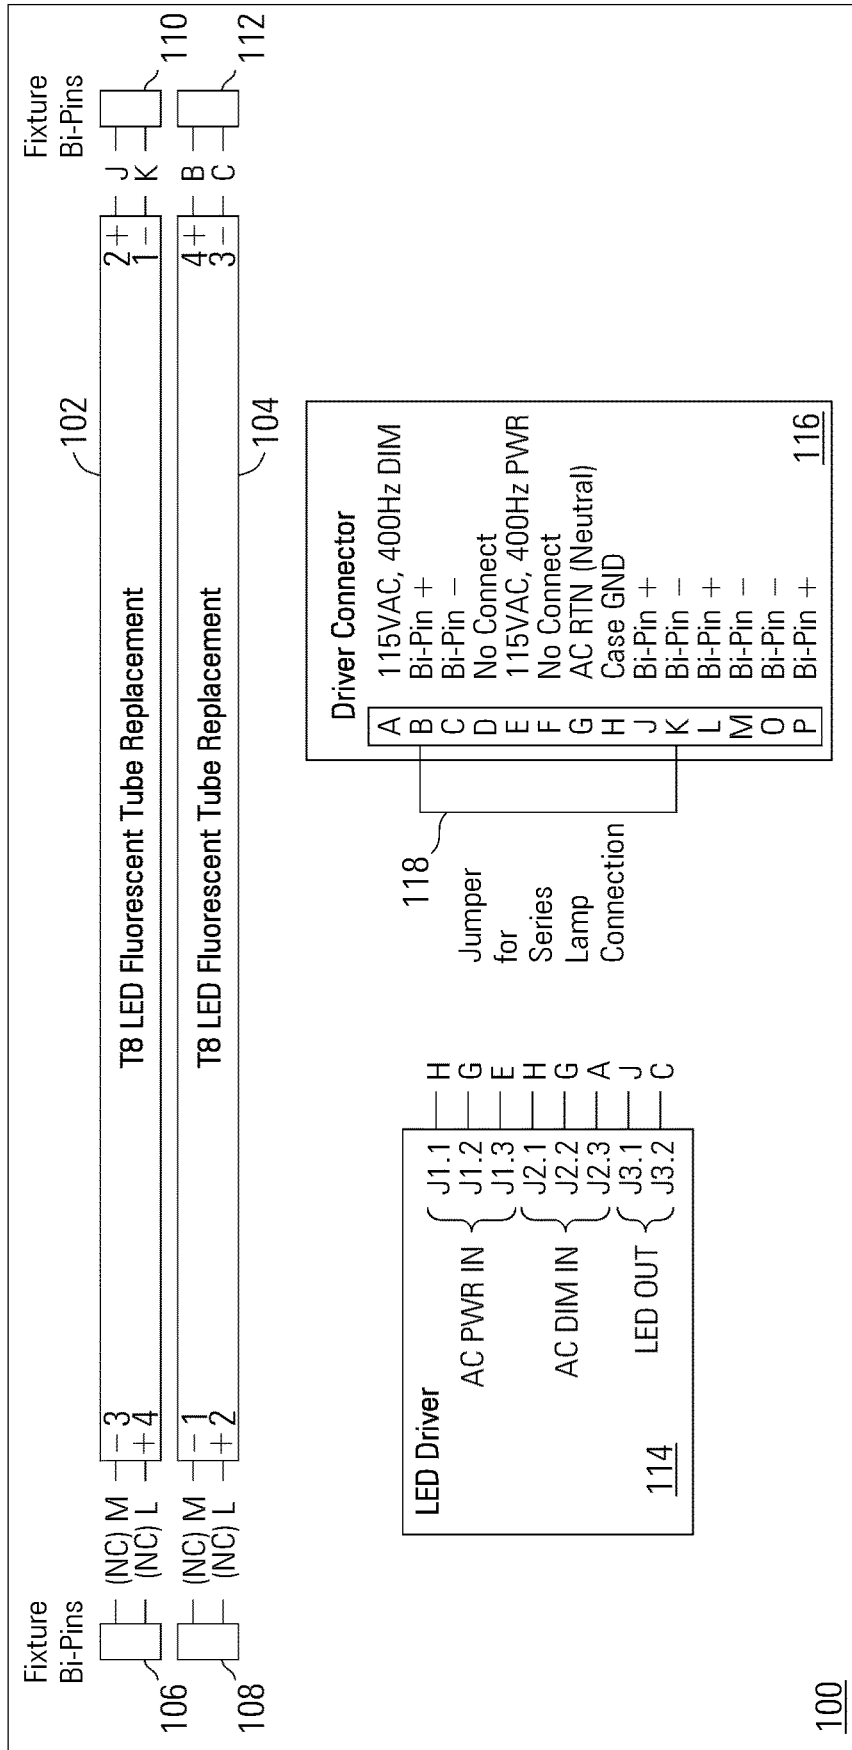 Fixture
Bi-Pins
Fixture
Bi-Pins
106
(NC) M
(NC) L
−3
+4
T8 LED Fluorescent Tube Replacement
102
2+
1−
J
K
110
108
(NC) M
(NC) L
−1
+2
T8 LED Fluorescent Tube Replacement
104
4+
3−
B
C
112
LED Driver
AC PWR IN
J1.1 H
J1.2 G
J1.3 E
AC DIM IN
J2.1 H
J2.2 G
J2.3 A
LED OUT
J3.1 J
J3.2 C
114
118
Jumper
for
Series
Lamp
Connection
Driver Connector
A 115VAC, 400Hz DIM
B Bi-Pin +
C Bi-Pin −
D No Connect
E 115VAC, 400Hz PWR
F No Connect
G AC RTN (Neutral)
H Case GND
J Bi-Pin +
K Bi-Pin −
L Bi-Pin +
M Bi-Pin −
O Bi-Pin −
P Bi-Pin +
116
100